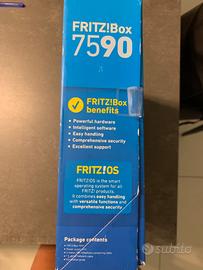 FRITZ!Box
7590
FRITZ!Box
benefits
• Powerful hardware
• Intelligent software
• Easy handling
• Comprehensive security
• Excellent support
FRITZ!OS
FRITZ!OS is the smart
operating system for all
FRITZ! products.
It combines easy handling
with versatile functions and
comprehensive security.
Package contents
subito